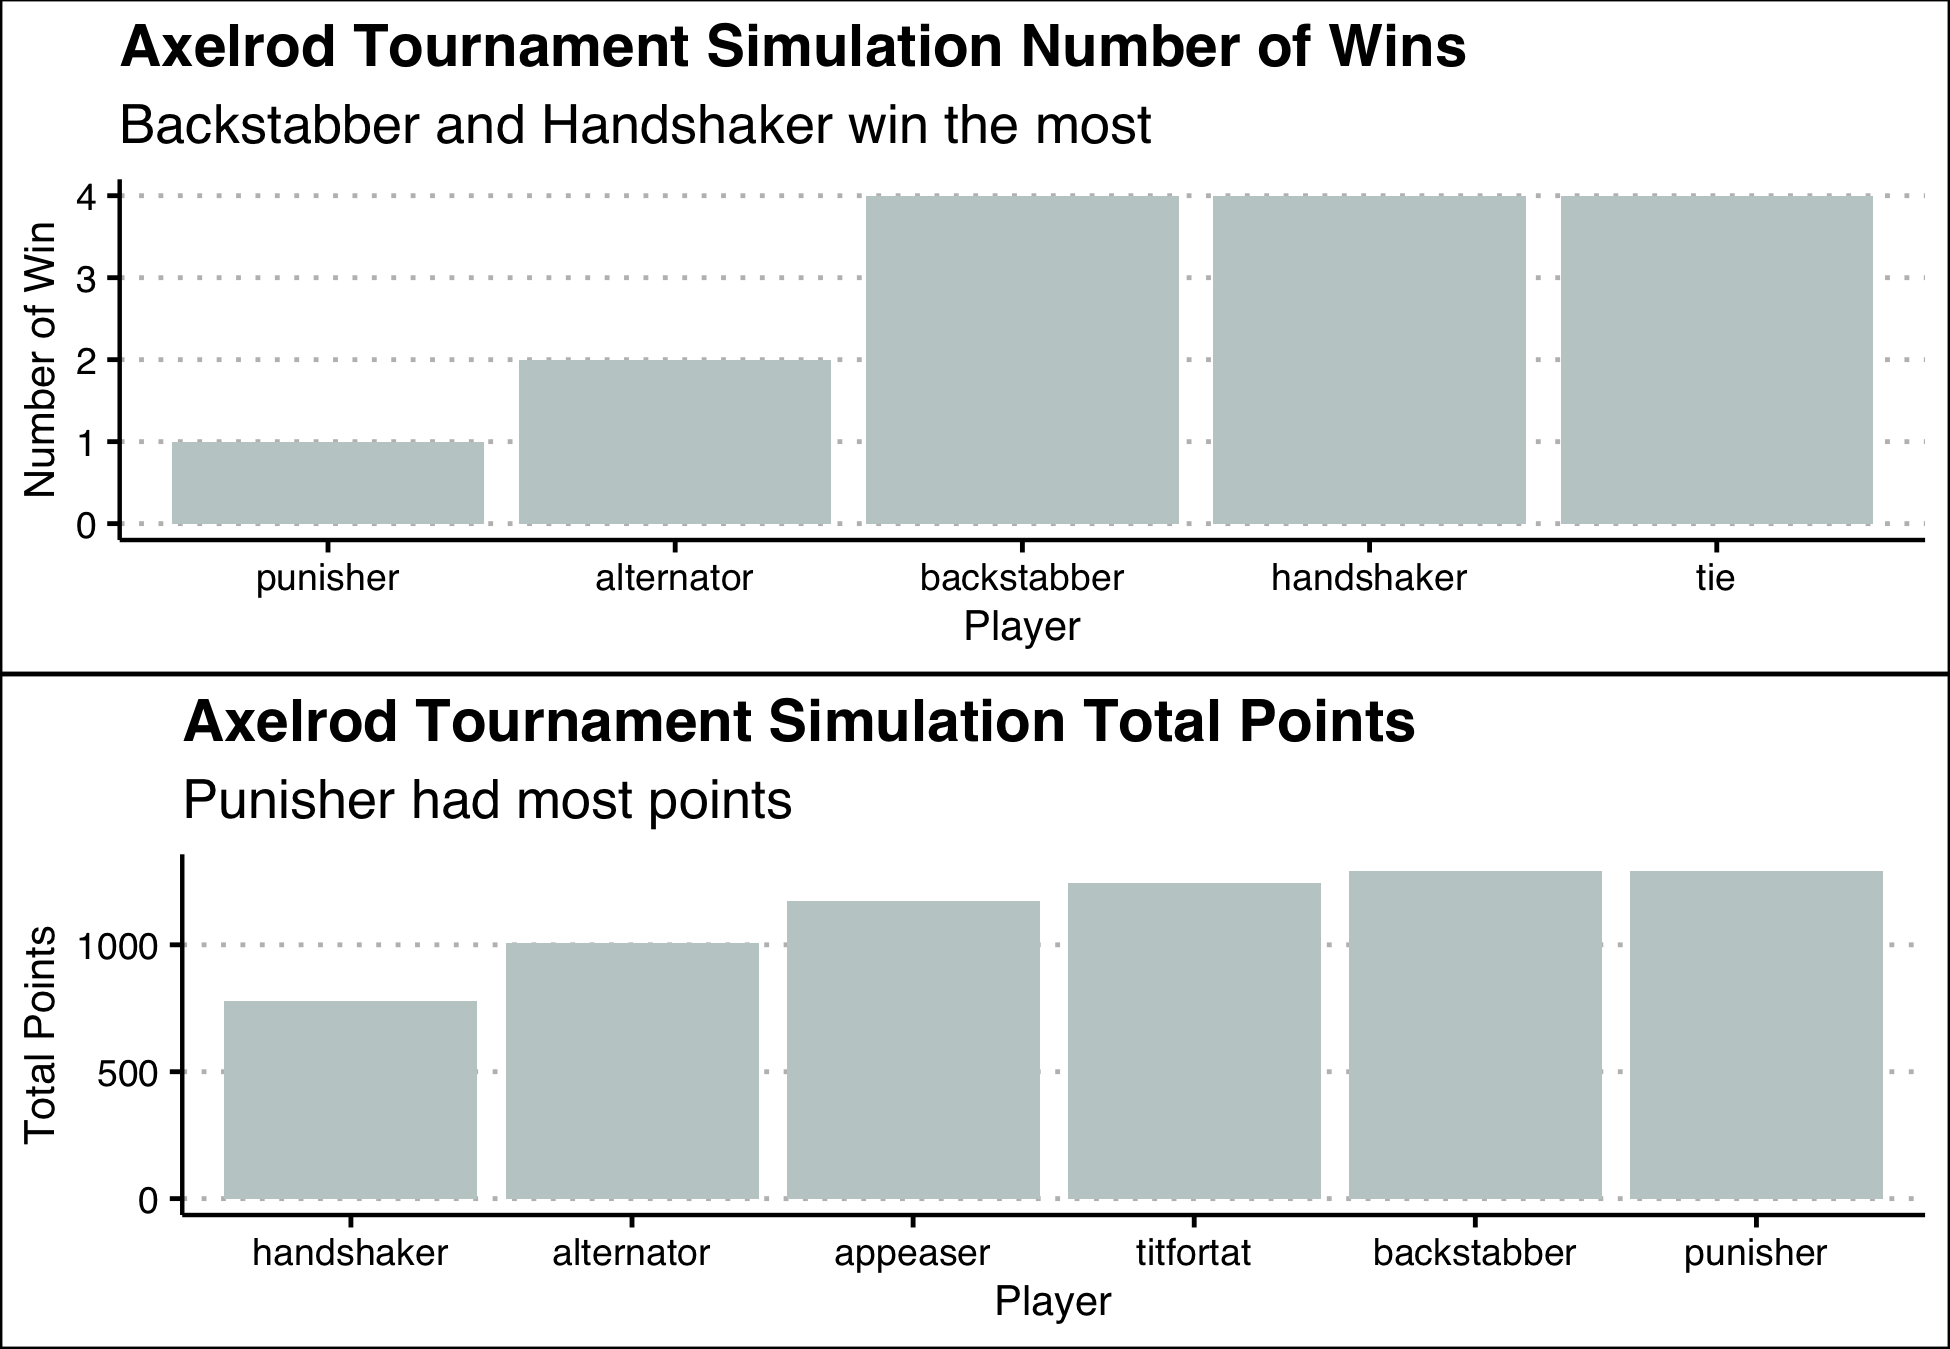 Axelrod Tournament Simulation Number of Wins
Backstabber and Handshaker win the most
Number of Win
4
3
2
1
0
punisher alternator backstabber handshaker tie
Player
Axelrod Tournament Simulation Total Points
Punisher had most points
Total Points
1000
500
0
handshaker alternator appeaser titfortat backstabber punisher
Player